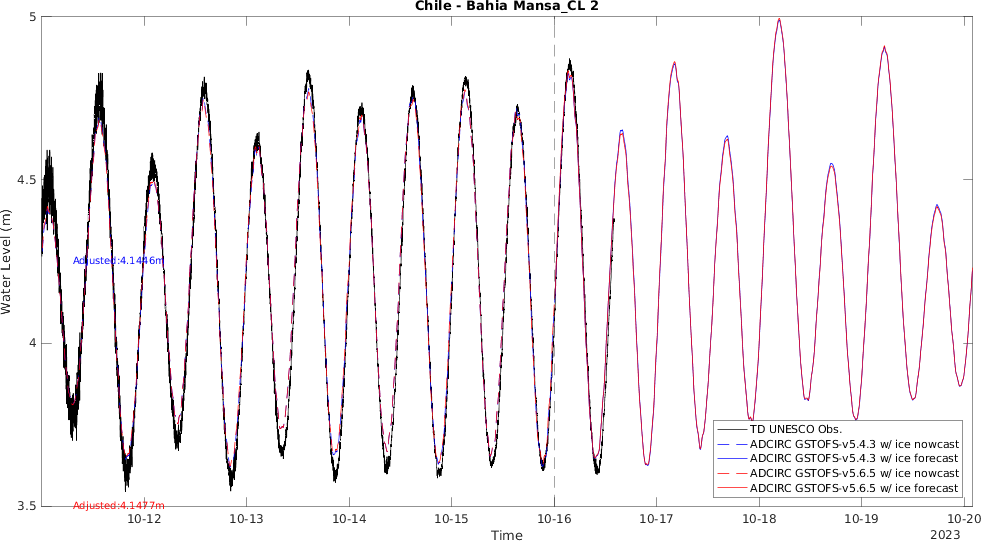 Chile - Bahia Mansa_CL 2
5
4.5
4
3.5
Water Level (m)
Adjusted:4.1446m
Adjusted:4.1477m
TD UNESCO Obs.
ADCIRC GSTOFS-v5.4.3 w/ ice nowcast
ADCIRC GSTOFS-v5.4.3 w/ ice forecast
ADCIRC GSTOFS-v5.6.5 w/ ice nowcast
ADCIRC GSTOFS-v5.6.5 w/ ice forecast
10-12 10-13 10-14 10-15 10-16 10-17 10-18 10-19 10-20
Time
2023